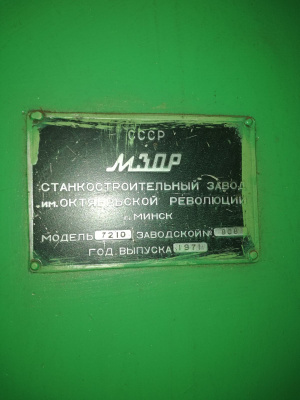 СССР
МЗОР
СТАНКОСТРОИТЕЛЬНЫЙ ЗАВОД
им. ОКТЯБРЬСКОЙ РЕВОЛЮЦИИ
г. МИНСК
МОДЕЛЬ 7210 ЗАВОДСКОЙ №
ГОД ВЫПУСКА 1971